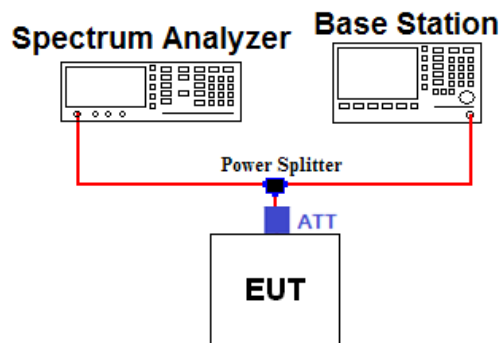 Spectrum Analyzer
Base Station
Power Splitter
ATT
EUT